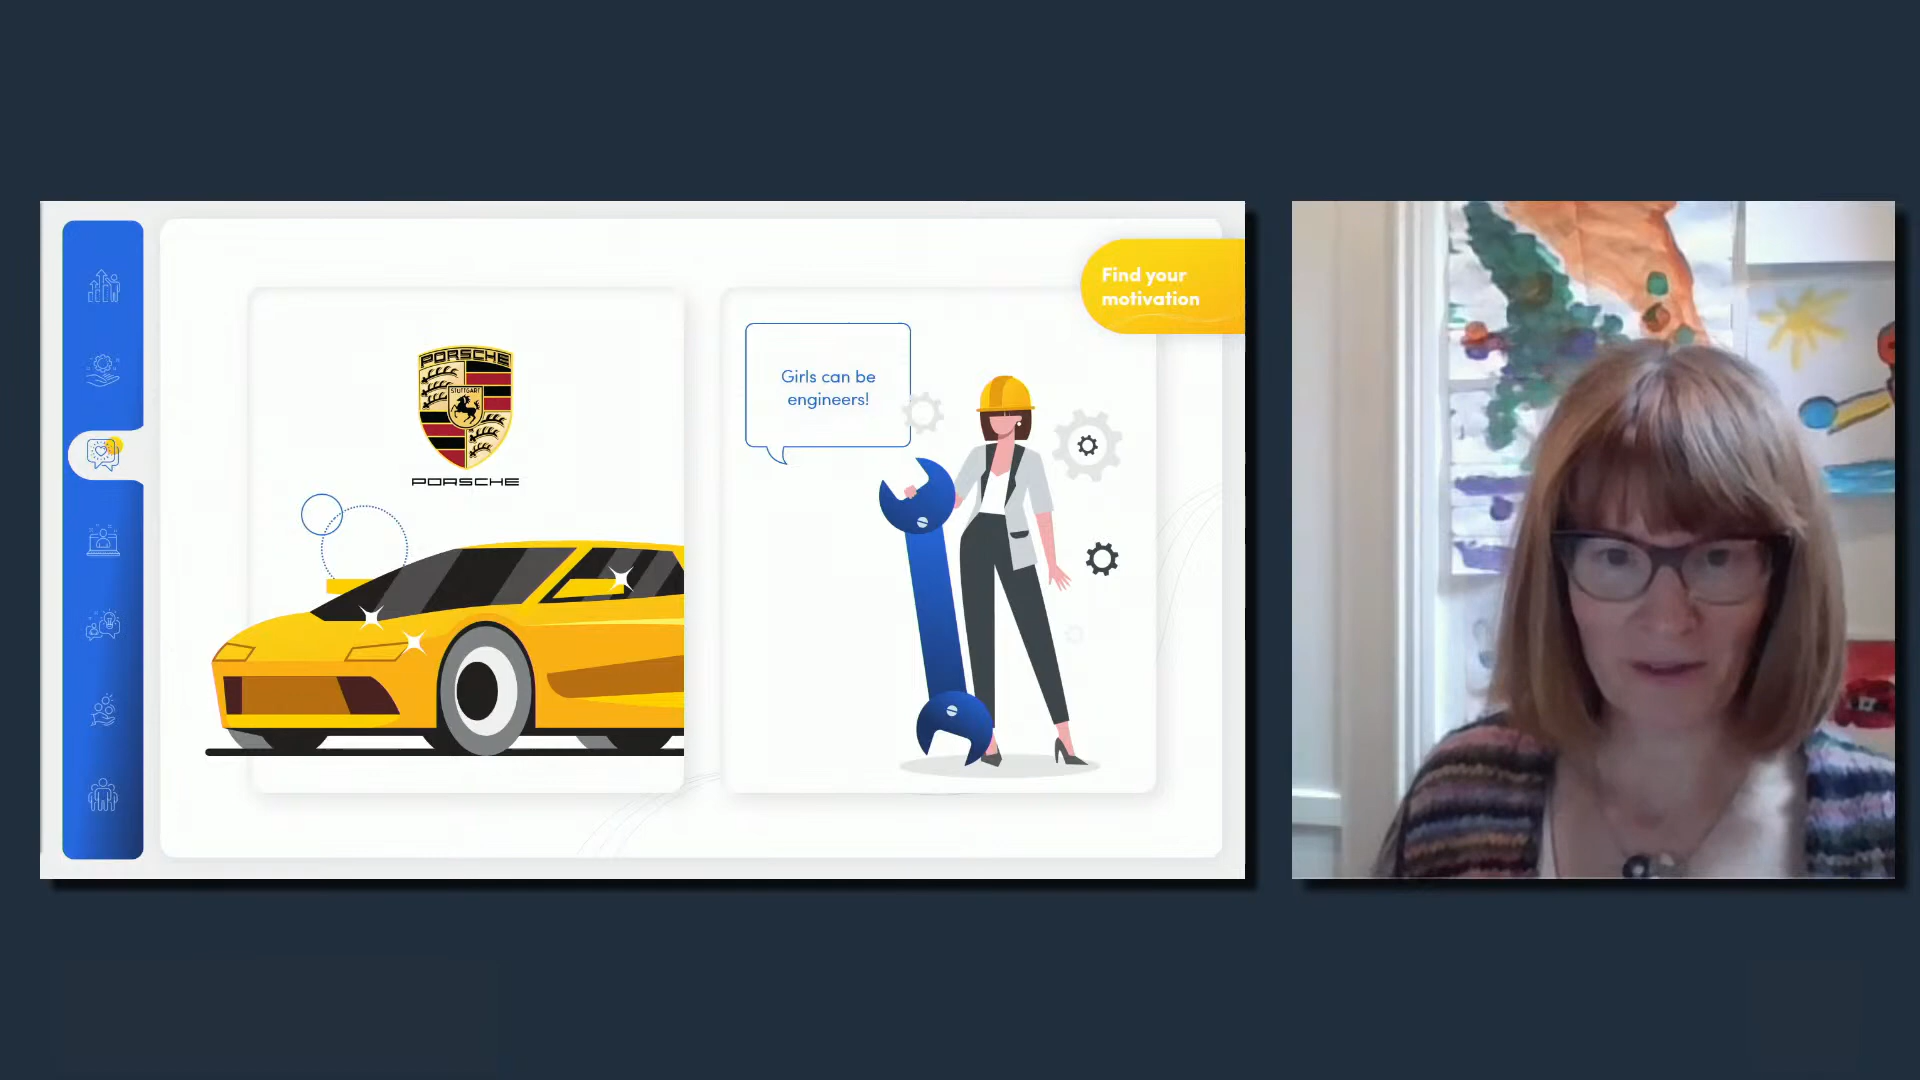 Find your
motivation
PORSCHE
STUTTGART
PORSCHE
Girls can be
engineers!